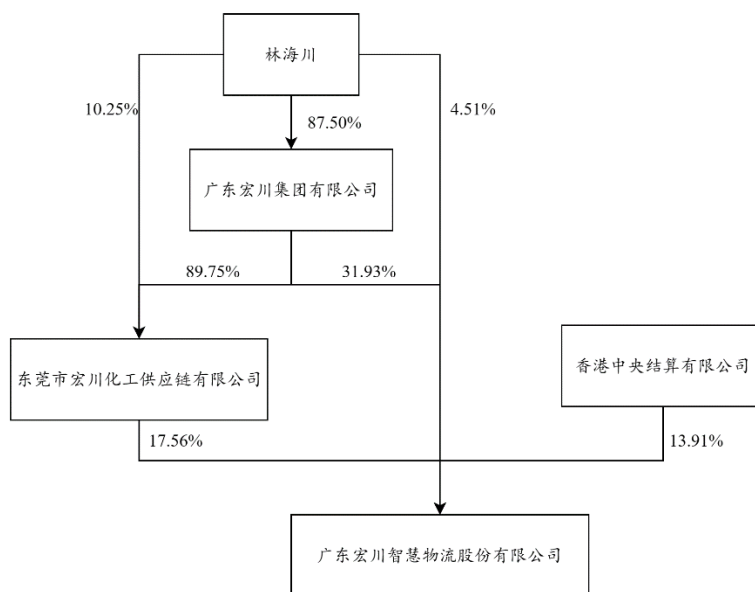 林海川
10.25%
87.50%
4.51%
广东宏川集团有限公司
89.75%
31.93%
东莞市宏川化工供应链有限公司
香港中央结算有限公司
17.56%
13.91%
广东宏川智慧物流股份有限公司